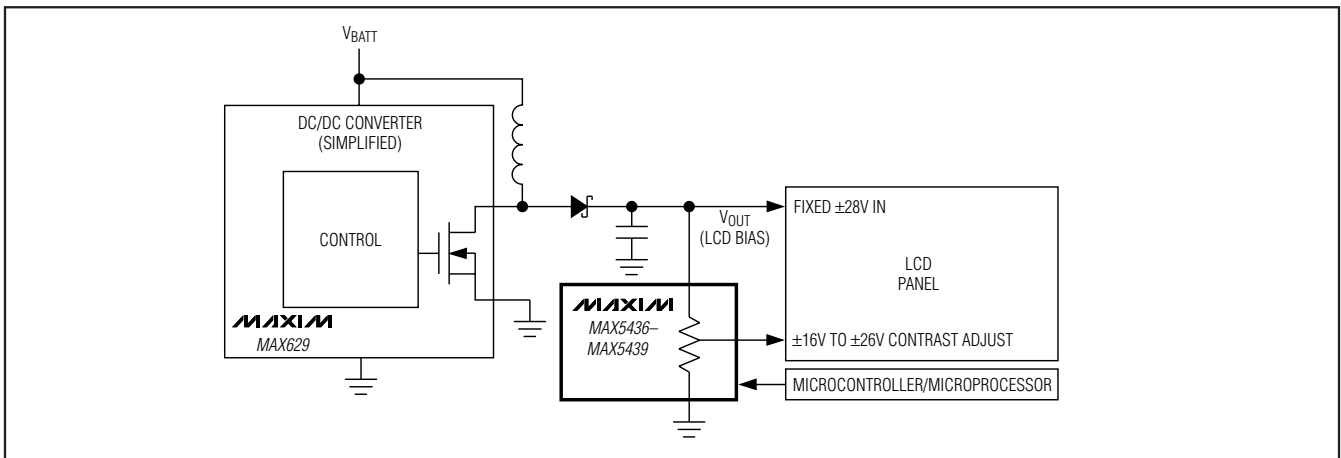 VBATT
DC/DC CONVERTER
(SIMPLIFIED)
CONTROL
MAXIM
MAX629
VOUT
(LCD BIAS)
MAXIM
MAX5436–
MAX5439
FIXED ±28V IN
LCD
PANEL
±16V TO ±26V CONTRAST ADJUST
MICROCONTROLLER/MICROPROCESSOR